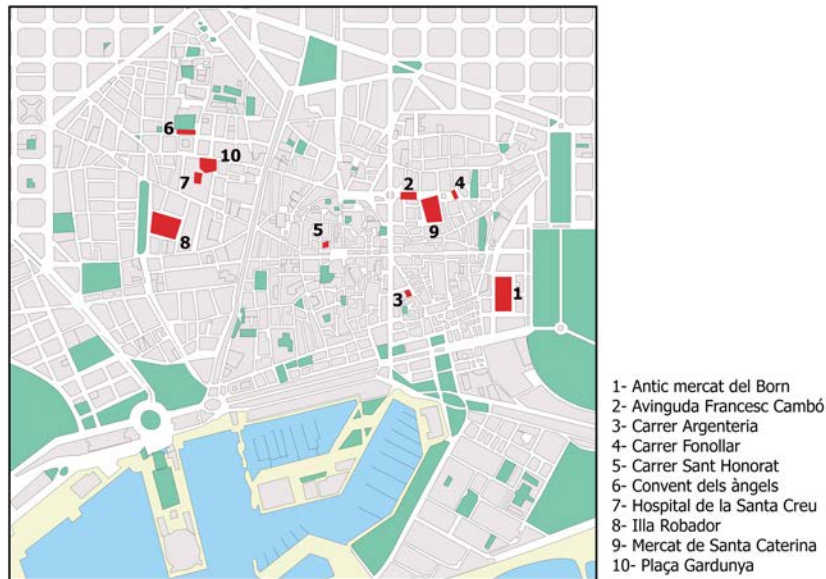 6
10
7
8
5
2
4
9
3
1
1- Antic mercat del Born
2- Avinguda Francesc Cambó
3- Carrer Argenteria
4- Carrer Fonollar
5- Carrer Sant Honorat
6- Convent dels àngels
7- Hospital de la Santa Creu
8- Illa Robador
9- Mercat de Santa Caterina
10- Plaça Gardunya